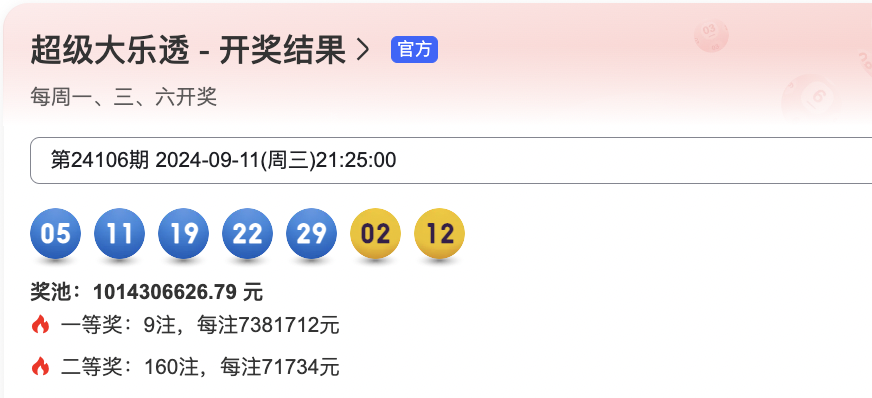 超级大乐透 - 开奖结果 > 官方
每周一、三、六开奖
第24106期 2024-09-11(周三)21:25:00
05 11 19 22 29 02 12
奖池：1014306626.79 元
一等奖：9注，每注7381712元
二等奖：160注，每注71734元